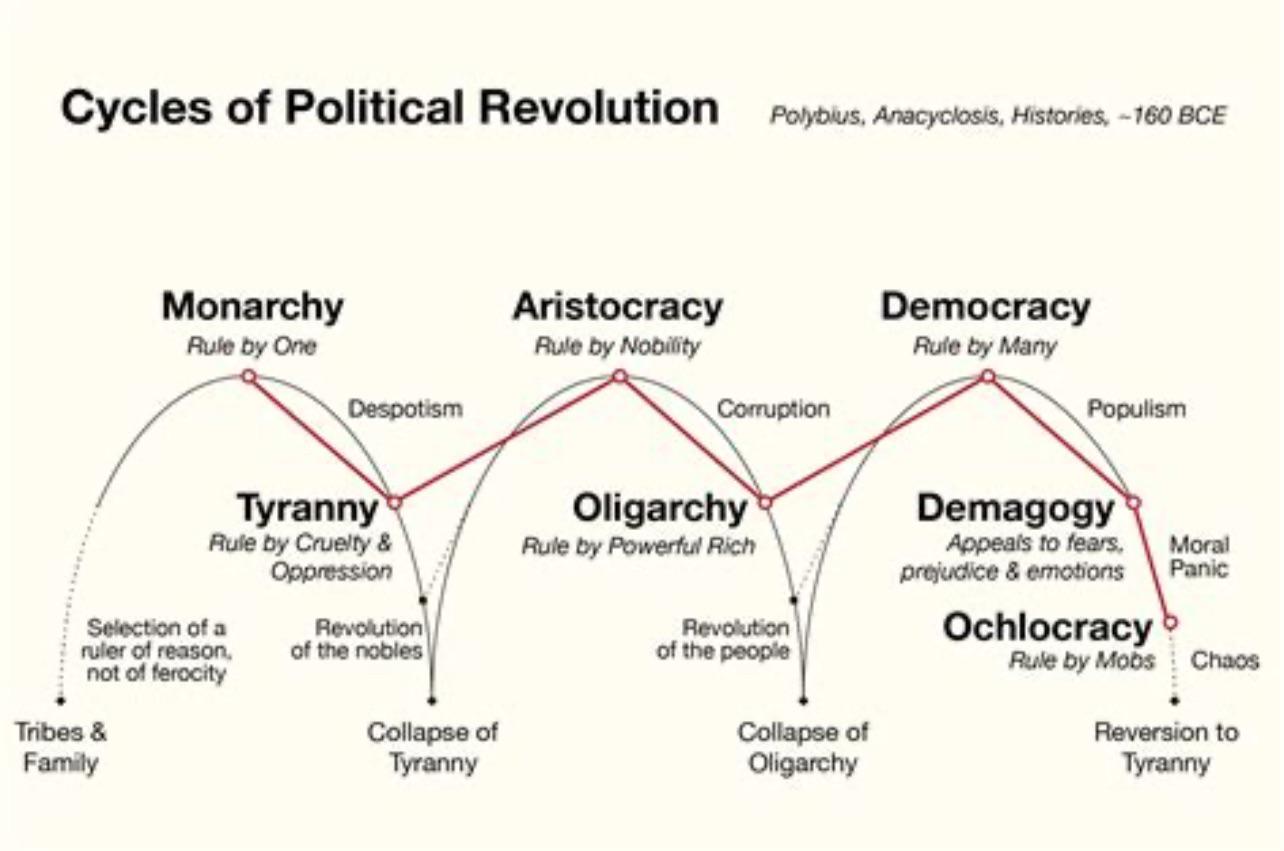 Cycles of Political Revolution
Polybius, Anacyclosis, Histories, ~160 BCE
Monarchy
Rule by One
Aristocracy
Rule by Nobility
Democracy
Rule by Many
Despotism
Corruption
Populism
Tyranny
Rule by Cruelty &
Oppression
Oligarchy
Rule by Powerful Rich
Demagogy
Appeals to fears,
prejudice & emotions
Moral
Panic
Selection of a
ruler of reason,
not of ferocity
Revolution
of the nobles
Revolution
of the people
Ochlocracy
Rule by Mobs
Chaos
Tribes &
Family
Collapse of
Tyranny
Collapse of
Oligarchy
Reversion to
Tyranny